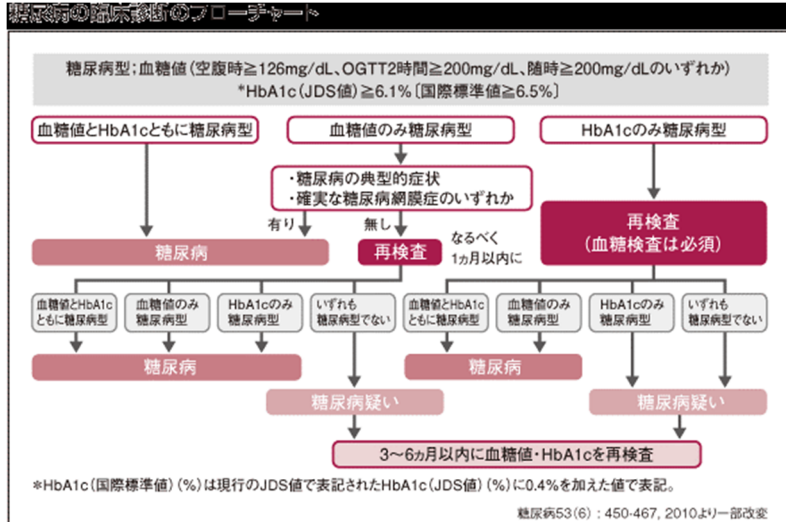 糖尿病の臨床診断のフローチャート
糖尿病型;血糖値(空腹時≧126mg/dL、OGTT2時間≧200mg/dL、随時≧200mg/dLのいずれか)
*HbA1c(JDS値)≧6.1%〔国際標準値≧6.5%〕
血糖値とHbA1cともに糖尿病型
血糖値のみ糖尿病型
HbA1cのみ糖尿病型
・糖尿病の典型的症状
・確実な糖尿病網膜症のいずれか
有り
無し
糖尿病
再検査
なるべく
1ヵ月以内に
再検査
(血糖検査は必須)
血糖値とHbA1c
ともに糖尿病型
血糖値のみ
糖尿病型
HbA1cのみ
糖尿病型
いずれも
糖尿病型でない
血糖値とHbA1c
ともに糖尿病型
血糖値のみ
糖尿病型
HbA1cのみ
糖尿病型
いずれも
糖尿病型でない
糖尿病
糖尿病
糖尿病疑い
糖尿病疑い
3〜6ヵ月以内に血糖値・HbA1cを再検査
*HbA1c(国際標準値)(%)は現行のJDS値で表記されたHbA1c(JDS値)(%)に0.4%を加えた値で表記。
糖尿病53(6):450-467, 2010より一部改変